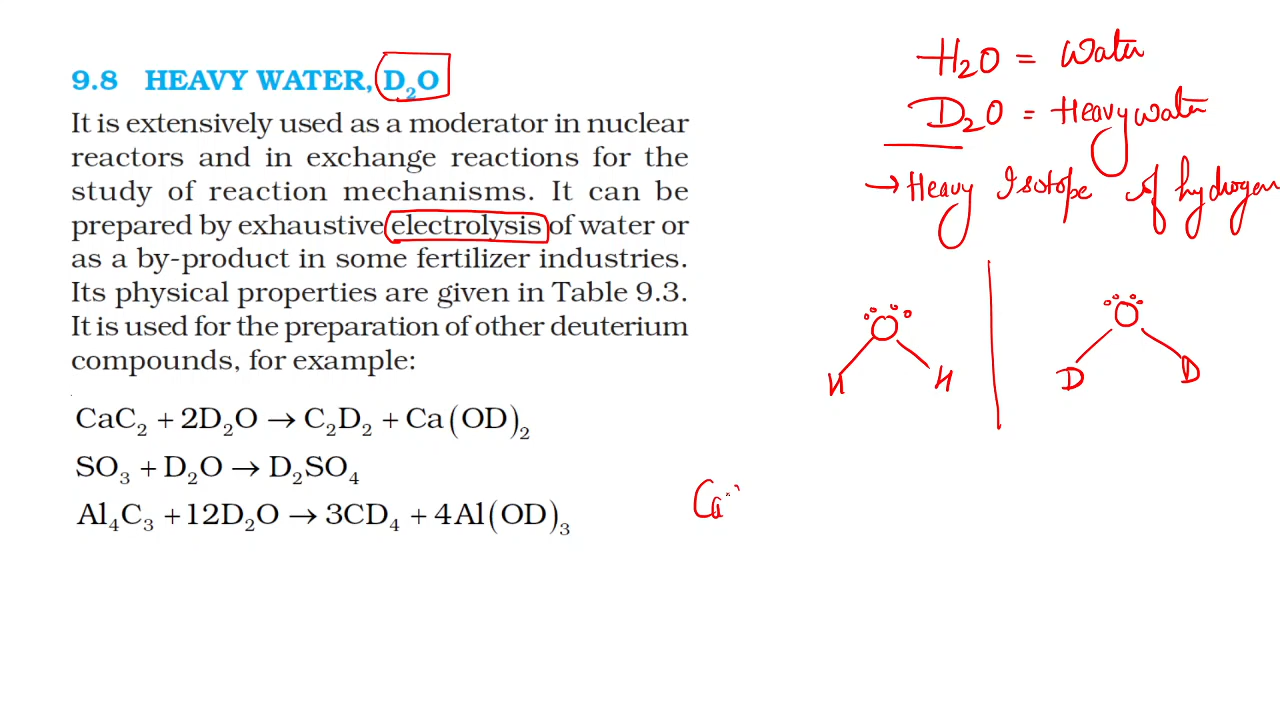 9.8 HEAVY WATER, D₂O
It is extensively used as a moderator in nuclear
reactors and in exchange reactions for the
study of reaction mechanisms. It can be
prepared by exhaustive electrolysis of water or
as a by-product in some fertilizer industries.
Its physical properties are given in Table 9.3.
It is used for the preparation of other deuterium
compounds, for example:
CaC₂ + 2D₂O → C₂D₂ + Ca(OD)₂
SO₃ + D₂O → D₂SO₄
Al₄C₃ + 12D₂O → 3CD₄ + 4Al(OD)₃
H₂O = Water
D₂O = Heavy water
→ Heavy Isotope of hydrogen
O
H H
O
D D
Ca